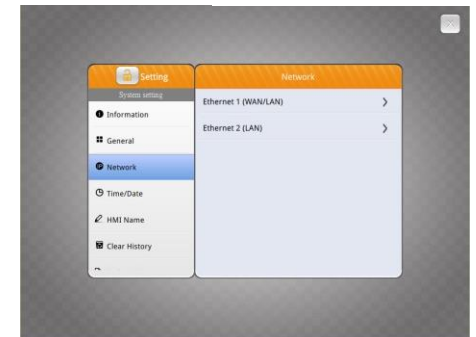 Setting
System setting
Information
General
Network
Time/Date
HMI Name
Clear History
Network
Ethernet 1 (WAN/LAN)
Ethernet 2 (LAN)